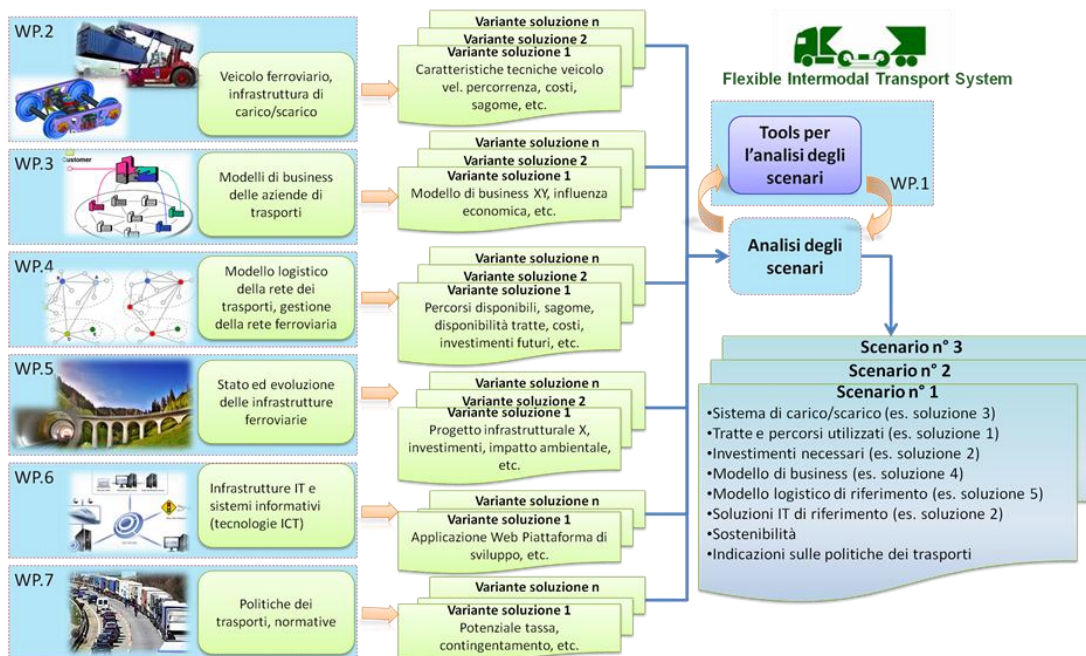 WP.2
Veicolo ferroviario,
infrastruttura di
carico/scarico
Variante soluzione n
Variante soluzione 2
Variante soluzione 1
Caratteristiche tecniche veicolo
vel. percorrenza, costi,
sagome, etc.
Flexible Intermodal Transport System
WP.3
Customer
Modelli di business
delle aziende di
trasporti
Variante soluzione n
Variante soluzione 2
Variante soluzione 1
Modello di business XY, influenza
economica, etc.
Tools per
l'analisi degli
scenari
WP.1
Analisi degli
scenari
WP.4
Modello logistico
della rete dei
trasporti, gestione
della rete ferroviaria
Variante soluzione n
Variante soluzione 2
Variante soluzione 1
Percorsi disponibili, sagome,
disponibilità tratte, costi,
investimenti futuri, etc.
WP.5
Stato ed evoluzione
delle infrastrutture
ferroviarie
Variante soluzione n
Variante soluzione 2
Variante soluzione 1
Progetto infrastrutturale X,
investimenti, impatto ambientale,
etc.
WP.6
Infrastrutture IT e
sistemi informativi
(tecnologie ICT)
Variante soluzione 1
Applicazione Web Piattaforma di
sviluppo, etc.
WP.7
Politiche dei
trasporti, normative
Variante soluzione 1
Potenziale tassa,
contingentamento, etc.
Scenario n° 3
Scenario n° 2
Scenario n° 1
•Sistema di carico/scarico (es. soluzione 3)
•Tratte e percorsi utilizzati (es. soluzione 1)
•Investimenti necessari (es. soluzione 2)
•Modello di business (es. soluzione 4)
•Modello logistico di riferimento (es. soluzione 5)
•Soluzioni IT di riferimento (es. soluzione 2)
•Sostenibilità
•Indicazioni sulle politiche dei trasporti